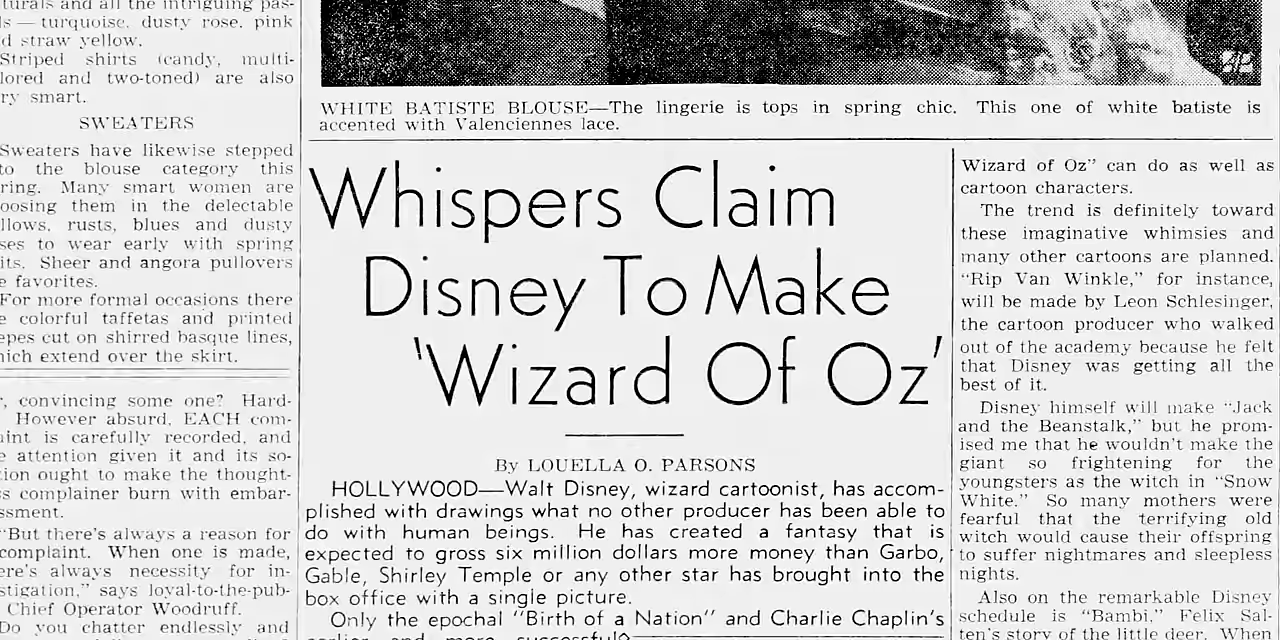 and all the intriguing pas-
s — turquoise, dusty rose, pink
d straw yellow.
Striped shirts (candy, multi-
lored and two-toned) are also
ry smart.
SWEATERS
Sweaters have likewise stepped
to the blouse category this
ring. Many smart women are
oosing them in the delectable
llows, rusts, blues and dusty
ses to wear early with spring
its. Sheer and angora pullovers
e favorites.
For more formal occasions there
e colorful taffetas and printed
epes cut on shirred basque lines,
hich extend over the skirt.
, convincing some one? Hard-
However absurd, EACH com-
aint is carefully recorded, and
e attention given it and its so-
ion ought to make the thought-
s complainer burn with embar-
ssment.
"But there's always a reason for
complaint. When one is made,
ere's always necessity for in-
stigation," says loyal-to-the-pub-
Chief Operator Woodruff.
Do you chatter endlessly and
WHITE BATISTE BLOUSE—The lingerie is tops in spring chic. This one of white batiste is
accented with Valenciennes lace.
Whispers Claim
Disney To Make
'Wizard Of Oz'
By LOUELLA O. PARSONS
HOLLYWOOD—Walt Disney, wizard cartoonist, has accom-
plished with drawings what no other producer has been able to
do with human beings. He has created a fantasy that is
expected to gross six million dollars more money than Garbo,
Gable, Shirley Temple or any other star has brought into the
box office with a single picture.
Only the epochal "Birth of a Nation" and Charlie Chaplin's
Wizard of Oz" can do as well as
cartoon characters.
The trend is definitely toward
these imaginative whimsies and
many other cartoons are planned.
"Rip Van Winkle," for instance,
will be made by Leon Schlesinger,
the cartoon producer who walked
out of the academy because he felt
that Disney was getting all the
best of it.
Disney himself will make "Jack
and the Beanstalk," but he prom-
ised me that he wouldn't make the
giant so frightening for the
youngsters as the witch in "Snow
White." So many mothers were
fearful that the terrifying old
witch would cause their offspring
to suffer nightmares and sleepless
nights.
Also on the remarkable Disney
schedule is "Bambi," Felix Sal-
ten's story of the little deer. When